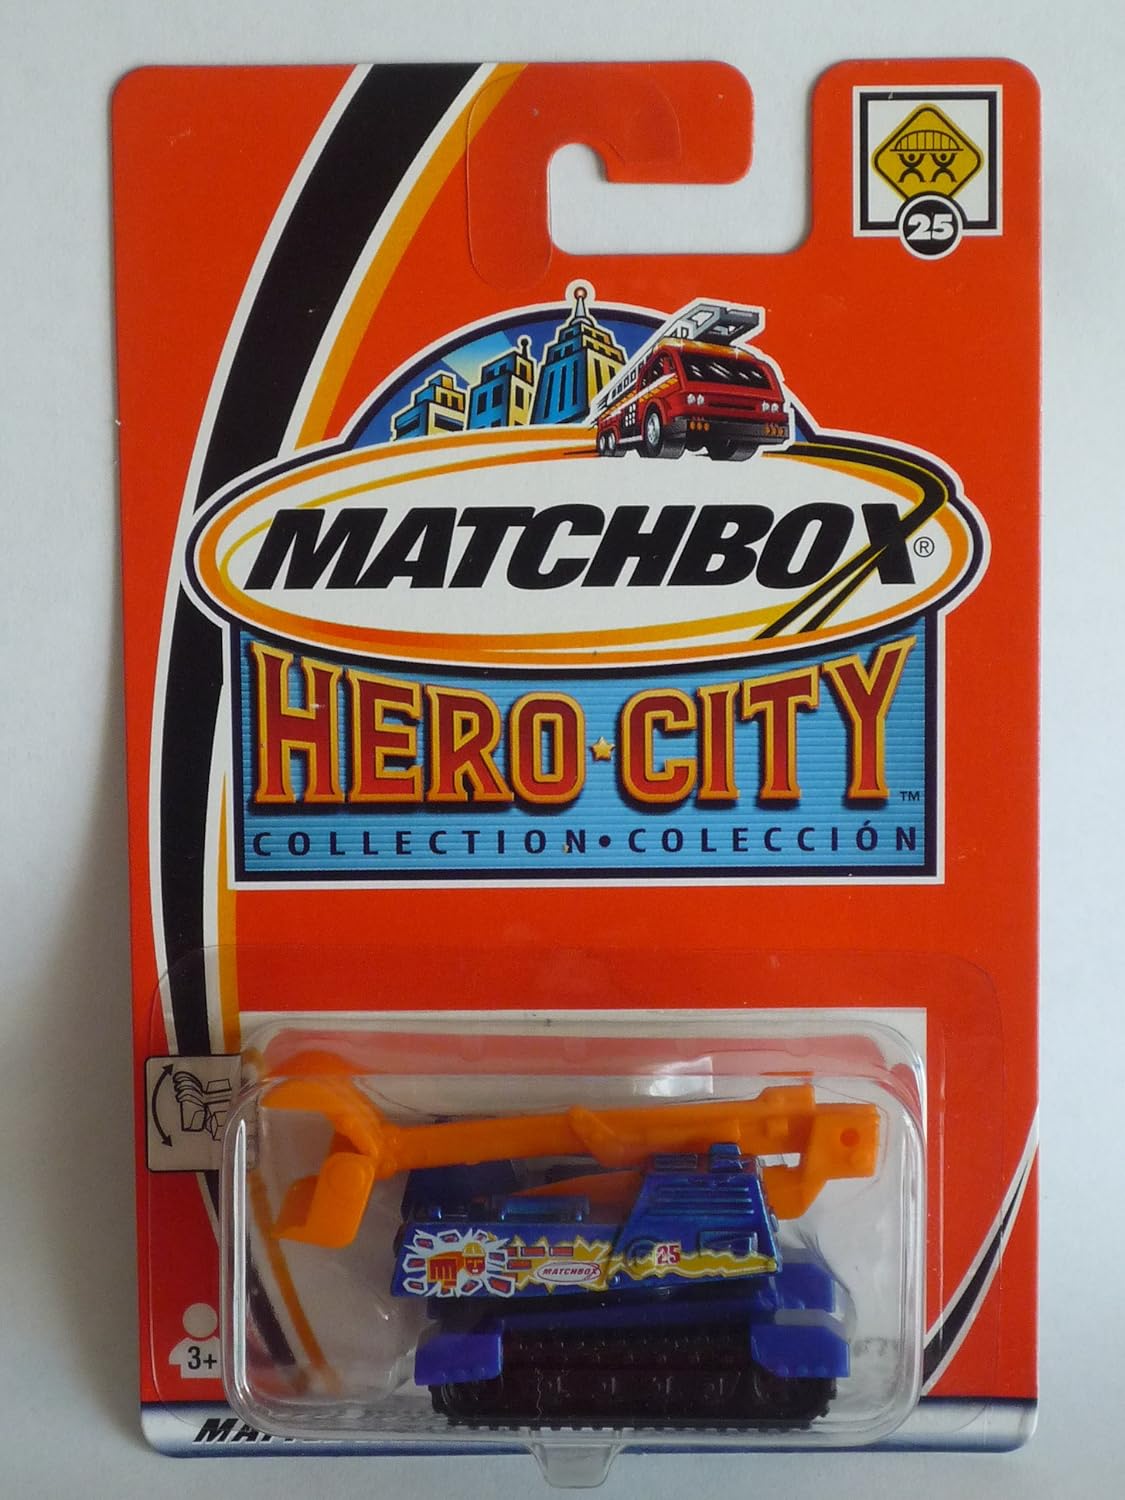 25
MATCHBOX®
HERO★CITY™
COLLECTION • COLECCIÓN
MATCHBOX
25
3+